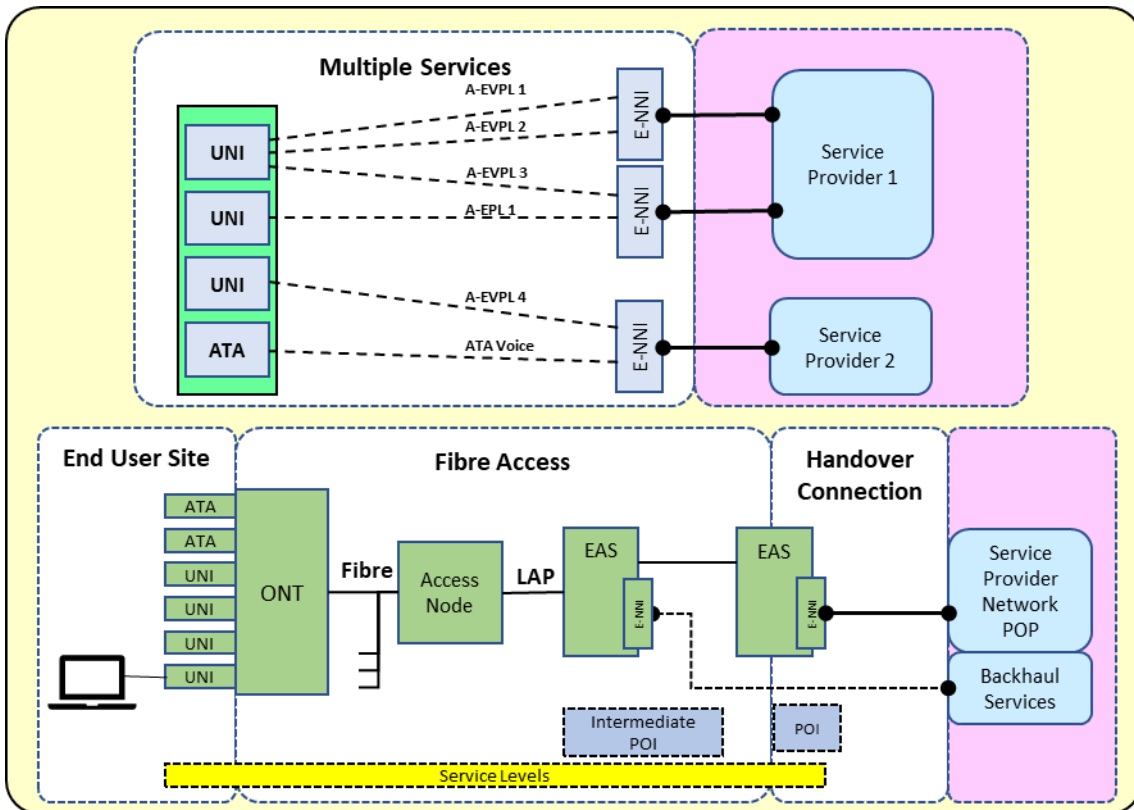 Multiple Services
A-EVPL 1
A-EVPL 2
A-EVPL 3
A-EPL 1
A-EVPL 4
ATA Voice
UNI
UNI
UNI
ATA
E-NNI
E-NNI
E-NNI
Service
Provider 1
Service
Provider 2
End User Site
Fibre Access
Handover
Connection
ATA
ATA
UNI
UNI
UNI
UNI
ONT
Fibre
Access
Node
LAP
EAS
E-NNI
EAS
E-NNI
Service
Provider
Network
POP
Backhaul
Services
Intermediate
POI
POI
Service Levels